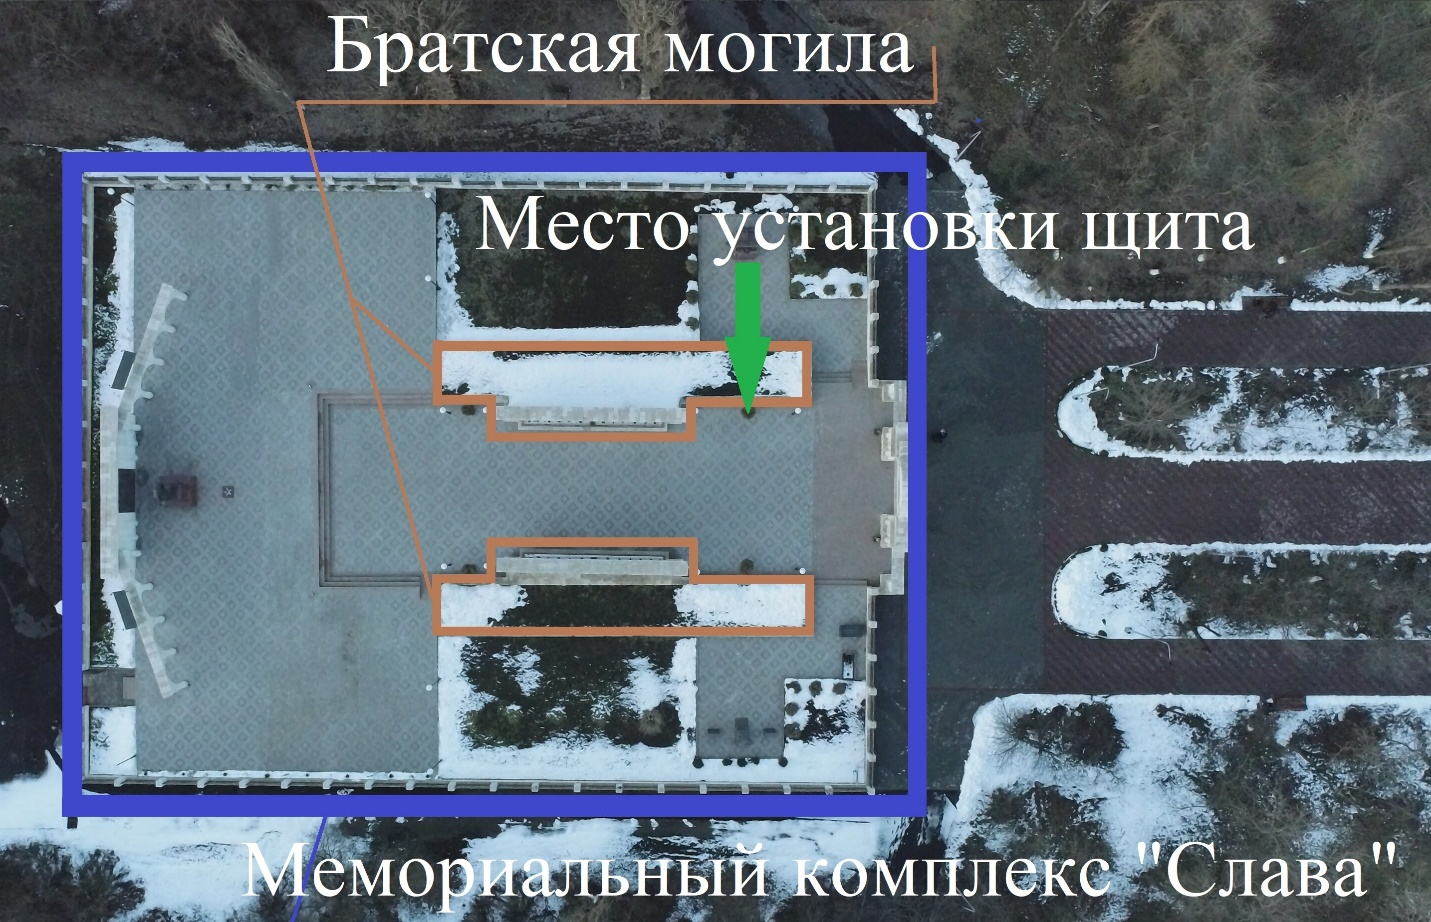 Братская могила
Место установки щита
Мемориальный комплекс "Слава"